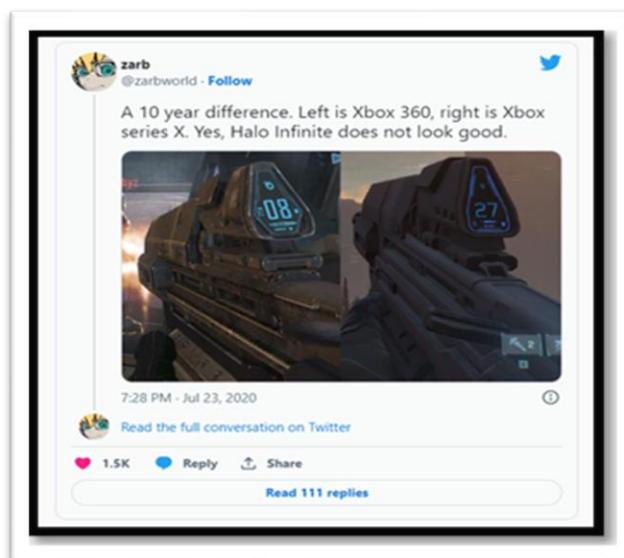 zarb
@zarbworld · Follow
A 10 year difference. Left is Xbox 360, right is Xbox
series X. Yes, Halo Infinite does not look good.
08
27
2
7:28 PM · Jul 23, 2020
Read the full conversation on Twitter
1.5K Reply Share
Read 111 replies